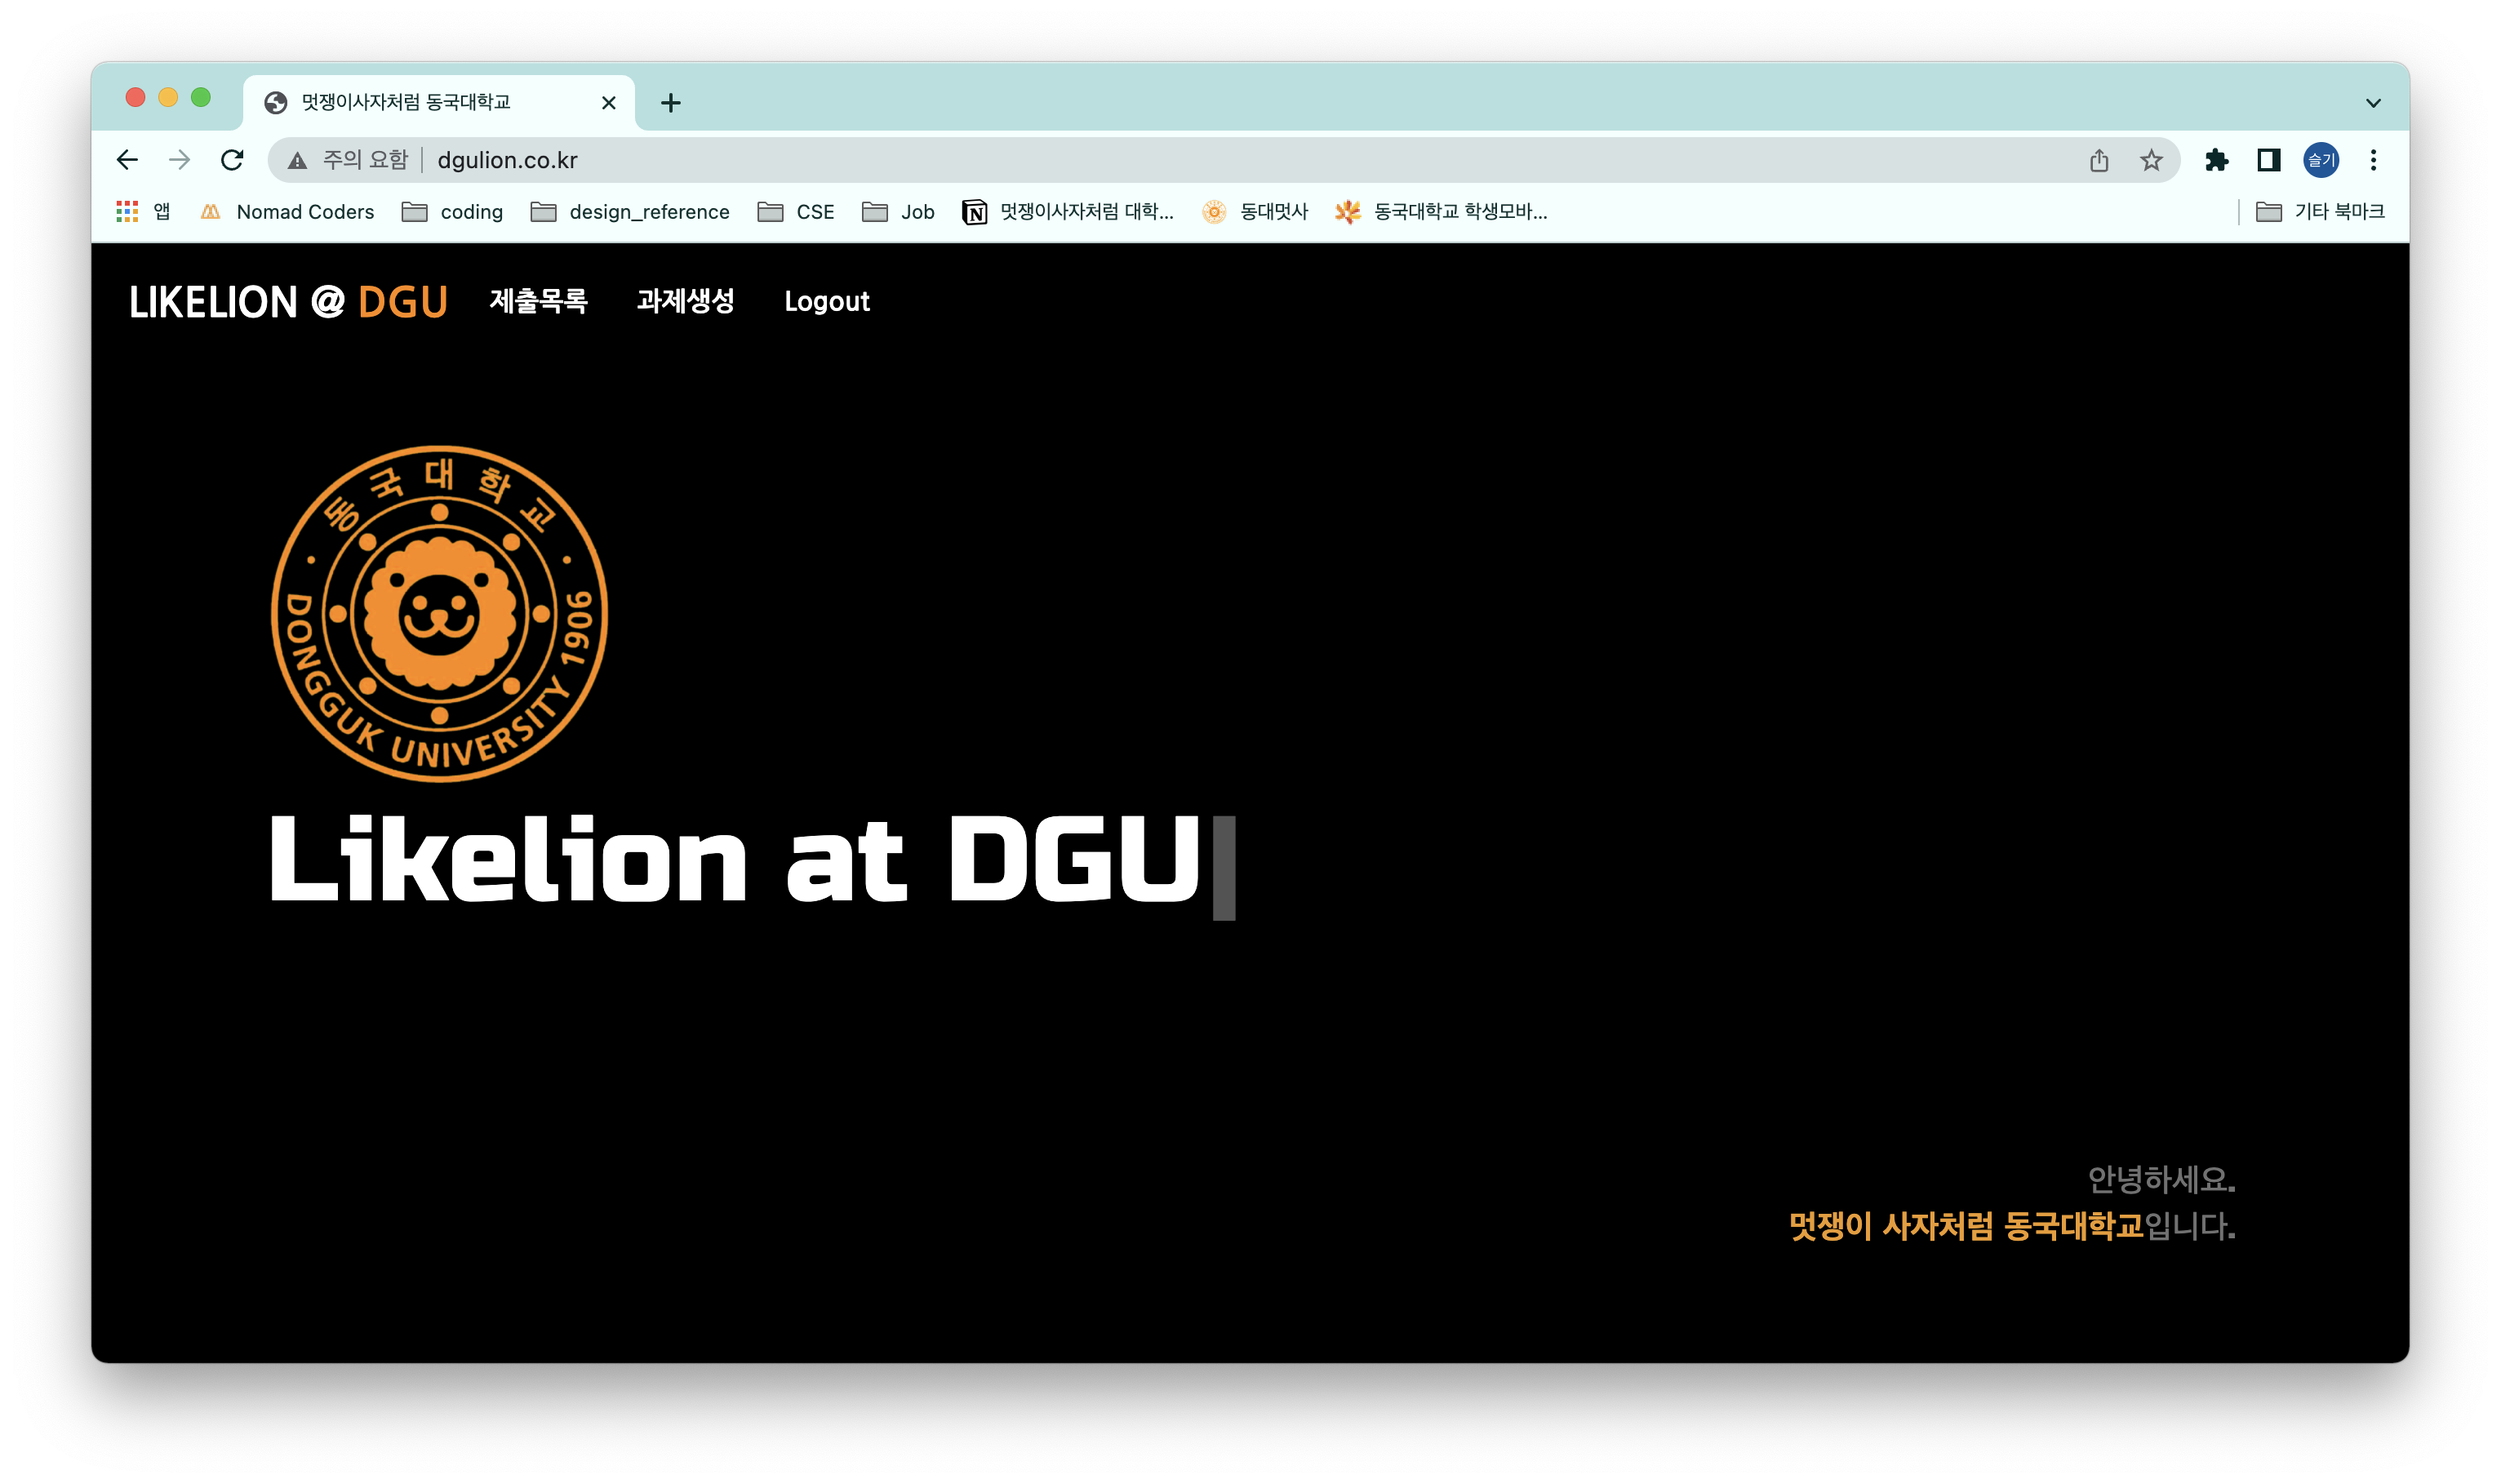 멋쟁이사자처럼 동국대학교
주의 요함 dgulion.co.kr 슬기
앱 Nomad Coders coding design_reference CSE Job 멋쟁이사자처럼 대학... 동대멋사 동국대학교 학생모바... 기타 북마크
LIKELION @ DGU 제출목록 과제생성 Logout
동국대학교
DONGGUK UNIVERSITY 1906
Likelion at DGU
안녕하세요.
멋쟁이 사자처럼 동국대학교입니다.